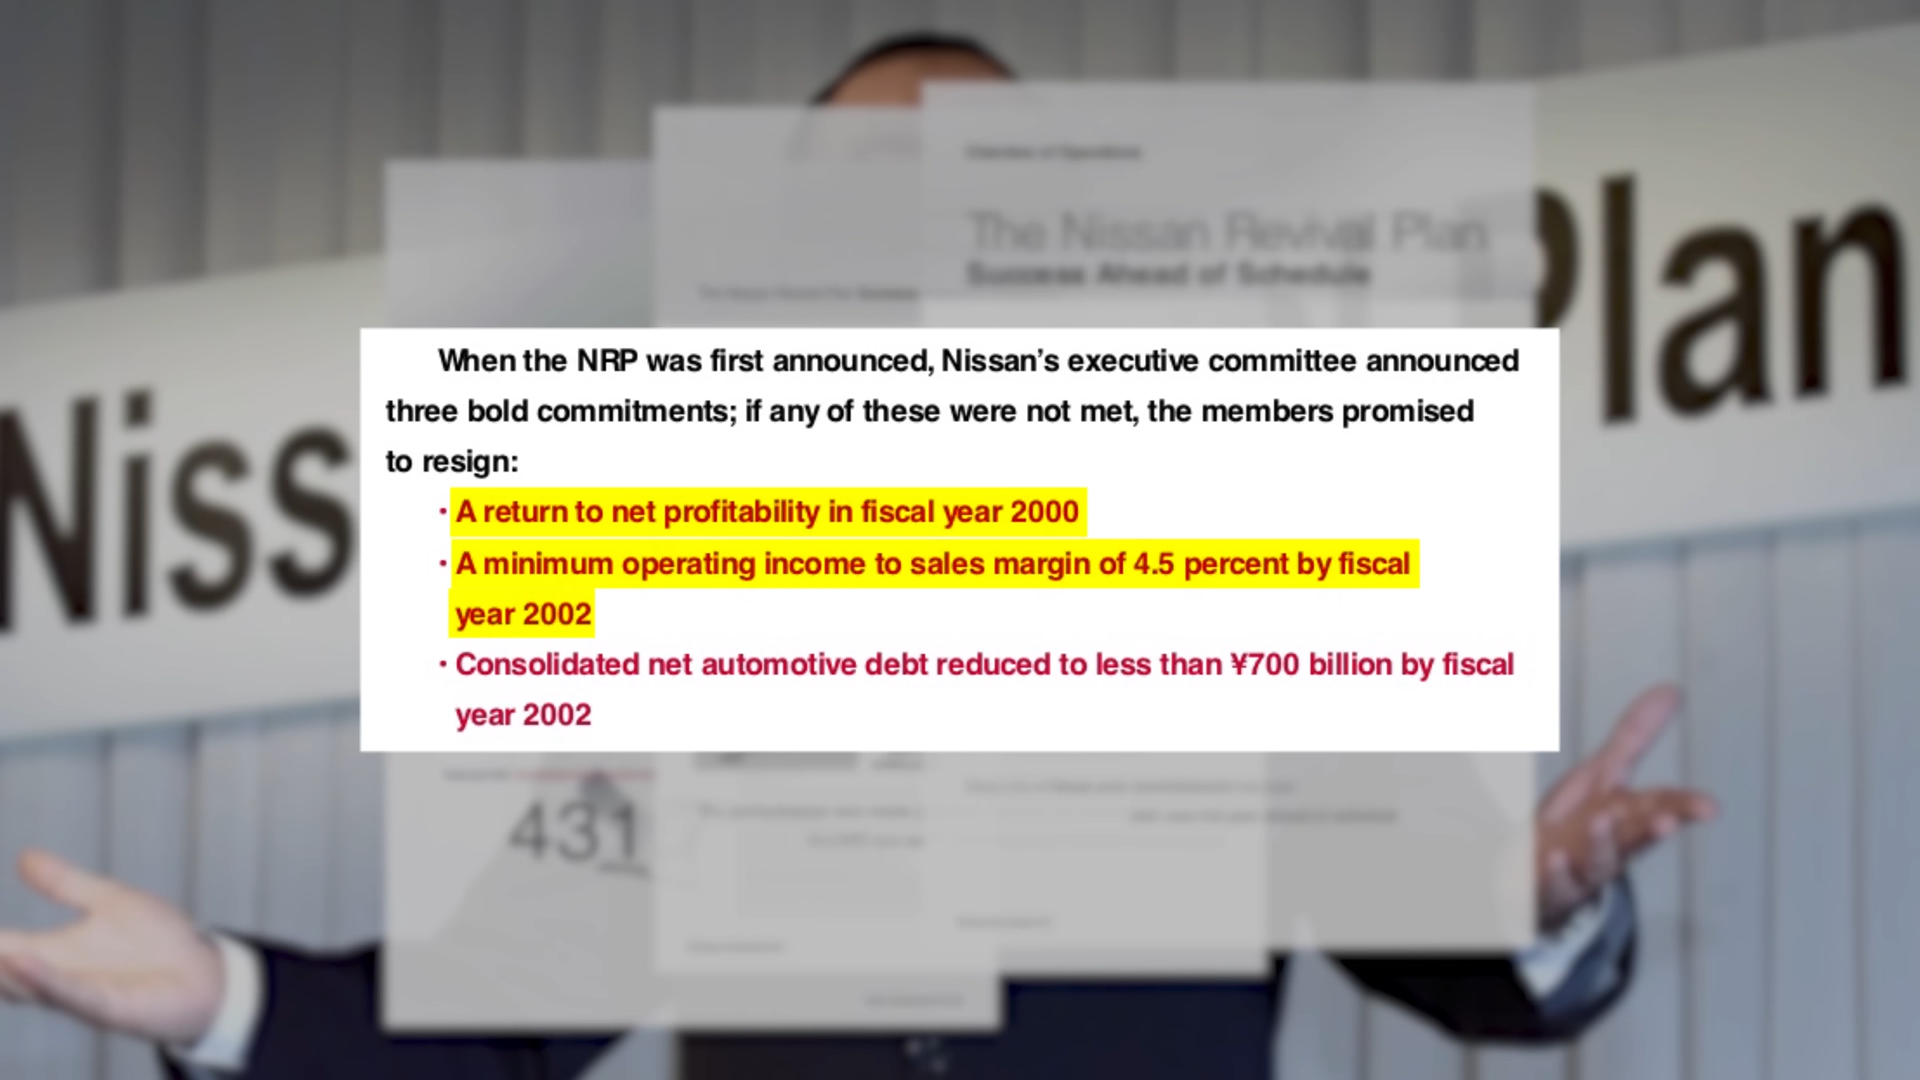 The Nissan Revival Plan
Success Ahead of Schedule
Niss
Plan
When the NRP was first announced, Nissan’s executive committee announced
three bold commitments; if any of these were not met, the members promised
to resign:
· A return to net profitability in fiscal year 2000
· A minimum operating income to sales margin of 4.5 percent by fiscal
year 2002
· Consolidated net automotive debt reduced to less than ¥700 billion by fiscal
year 2002
431